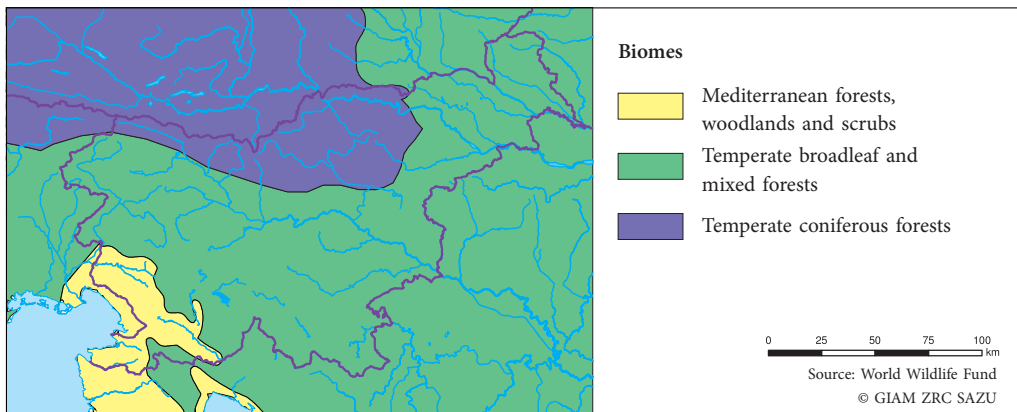 Biomes
Mediterranean forests,
woodlands and scrubs
Temperate broadleaf and
mixed forests
Temperate coniferous forests
0 25 50 75 100
km
Source: World Wildlife Fund
© GIAM ZRC SAZU